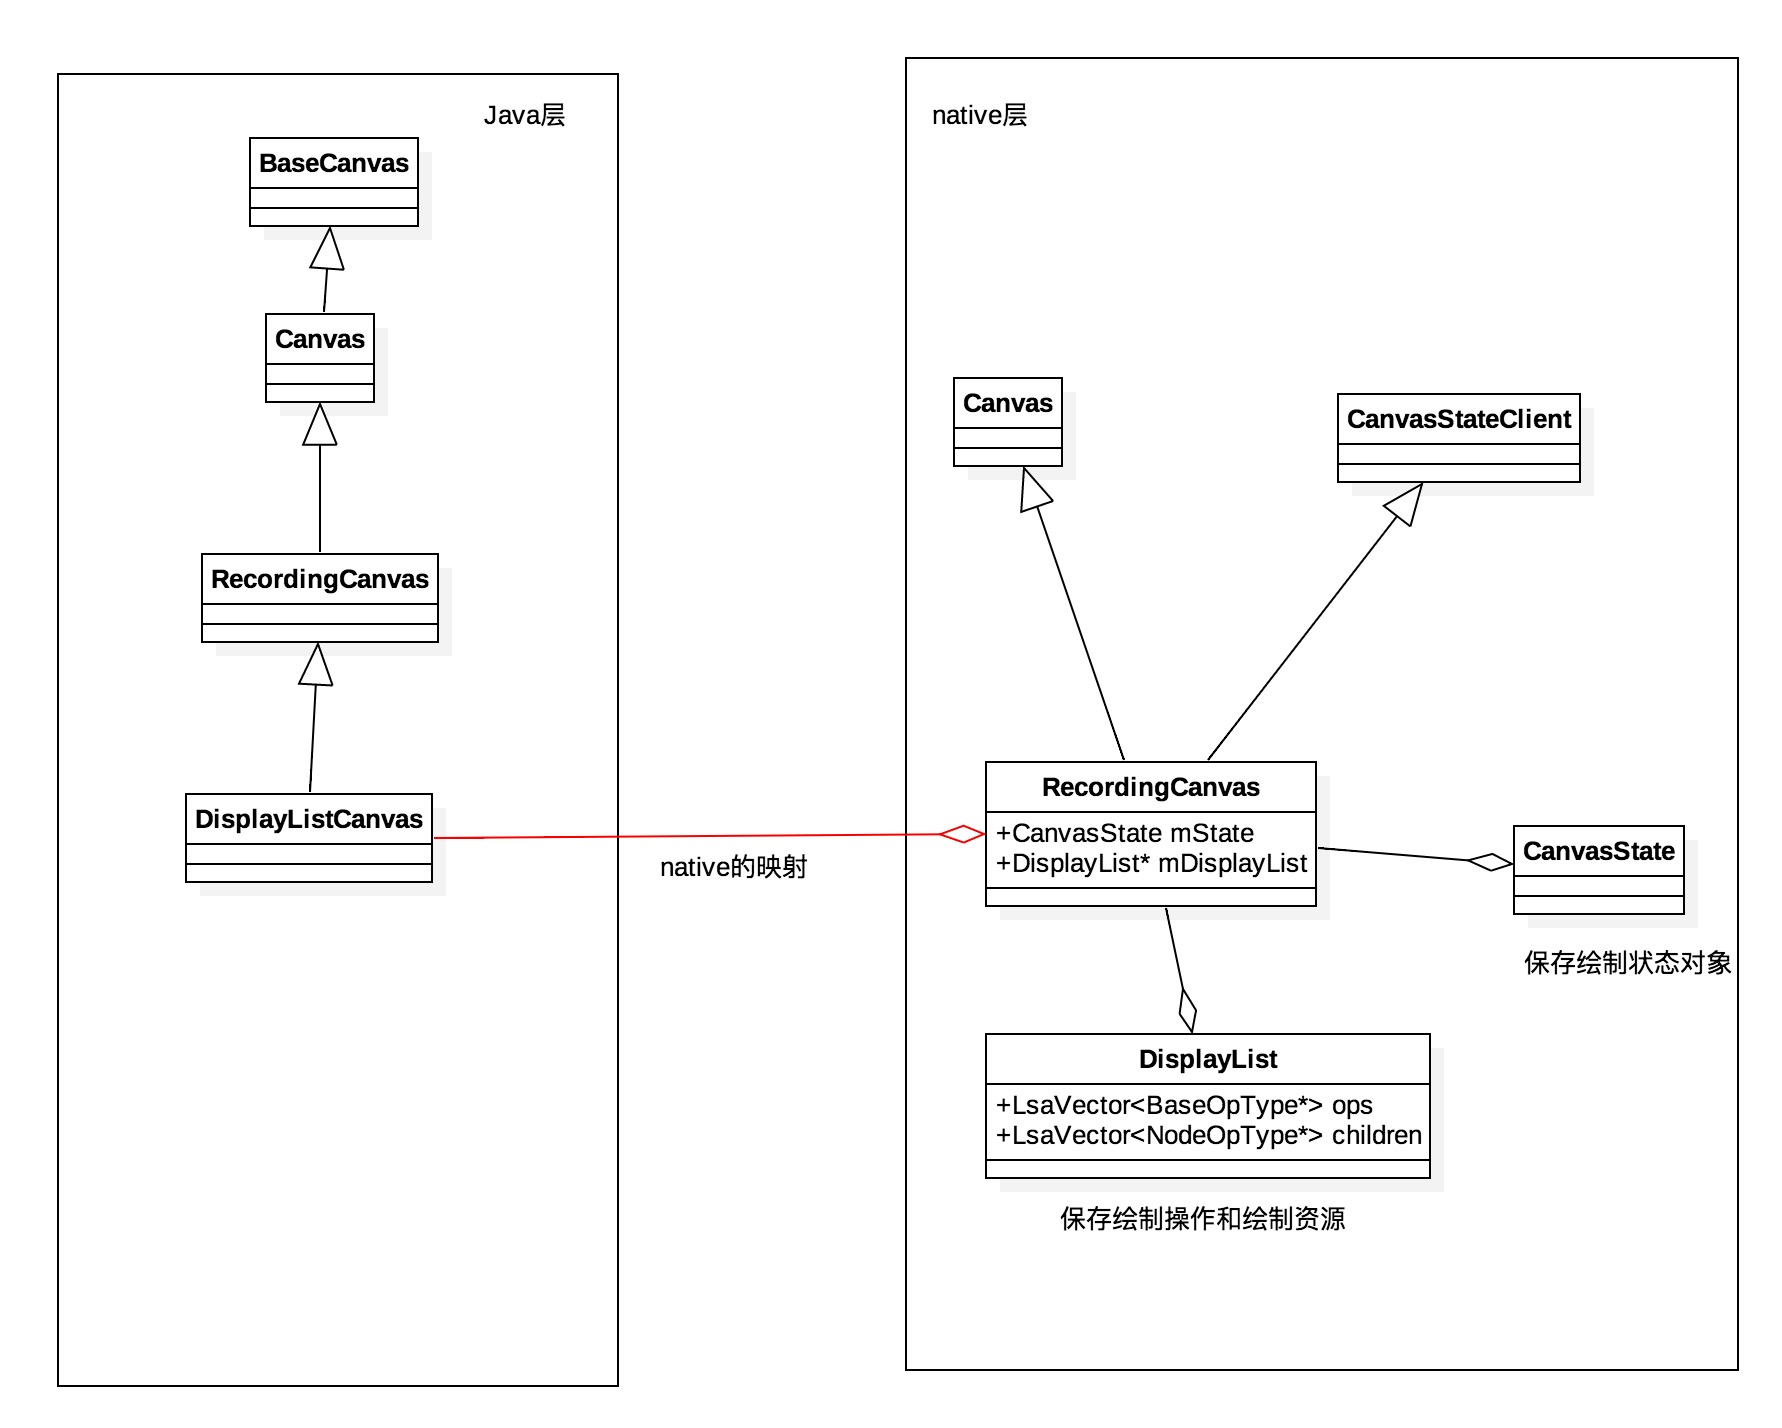 Java层
BaseCanvas
Canvas
RecordingCanvas
DisplayListCanvas
native的映射
native层
Canvas
CanvasStateClient
RecordingCanvas
+CanvasState mState
+DisplayList* mDisplayList
CanvasState
保存绘制状态对象
DisplayList
+LsaVector<BaseOpType*> ops
+LsaVector<NodeOpType*> children
保存绘制操作和绘制资源